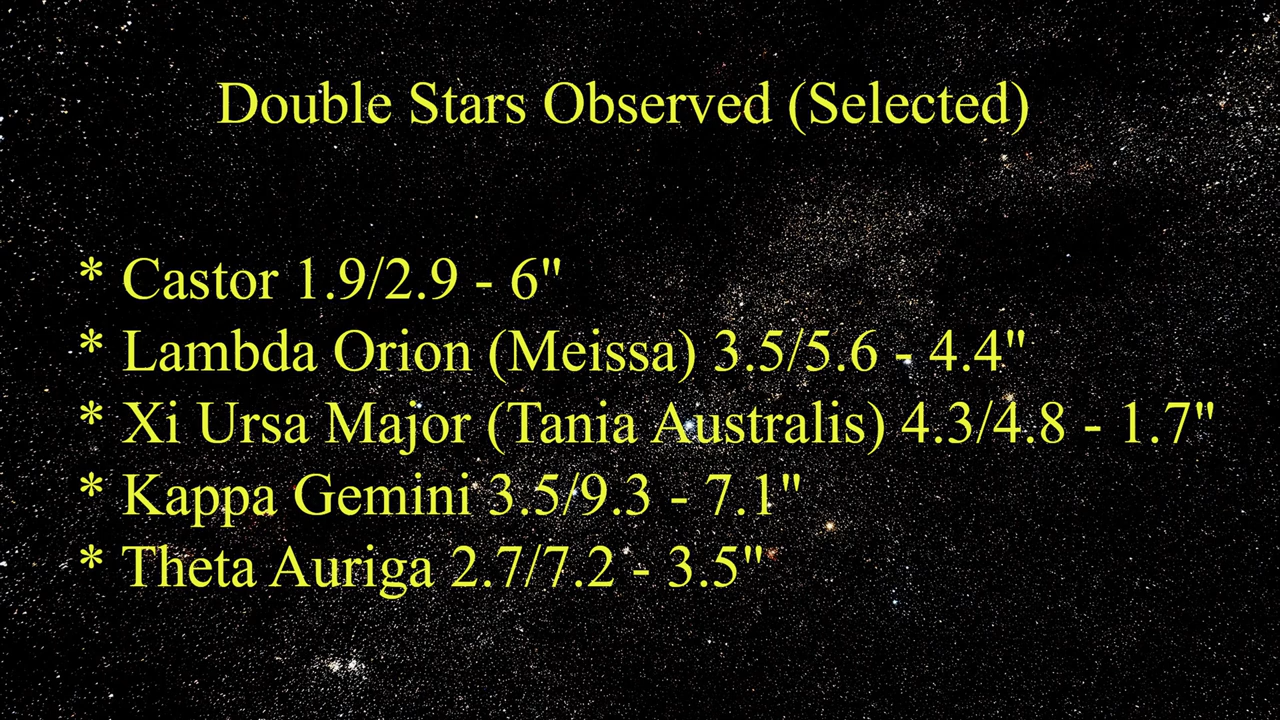 Double Stars Observed (Selected)
* Castor 1.9/2.9 - 6"
* Lambda Orion (Meissa) 3.5/5.6 - 4.4"
* Xi Ursa Major (Tania Australis) 4.3/4.8 - 1.7"
* Kappa Gemini 3.5/9.3 - 7.1"
* Theta Auriga 2.7/7.2 - 3.5"